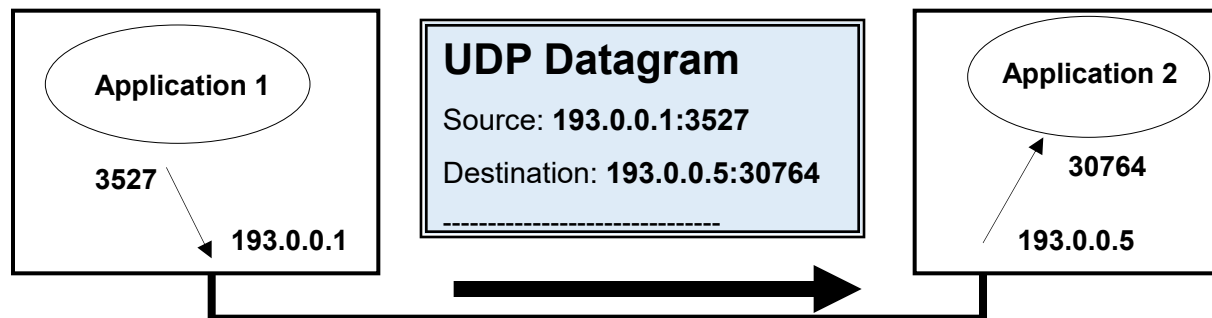 Application 1
3527
193.0.0.1
UDP Datagram
Source: 193.0.0.1:3527
Destination: 193.0.0.5:30764
-------------------------------
Application 2
30764
193.0.0.5